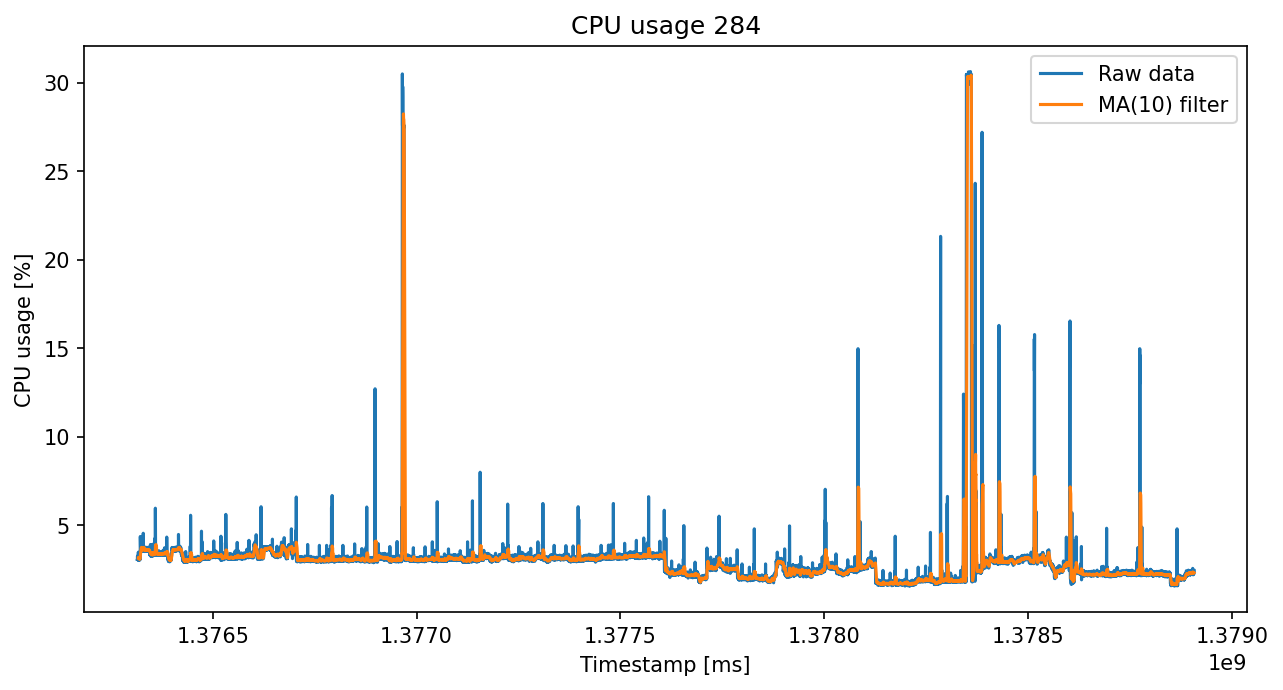 CPU usage 284
Raw data
MA(10) filter
CPU usage [%]
30
25
20
15
10
5
1.3765 1.3770 1.3775 1.3780 1.3785 1.3790
1e9
Timestamp [ms]